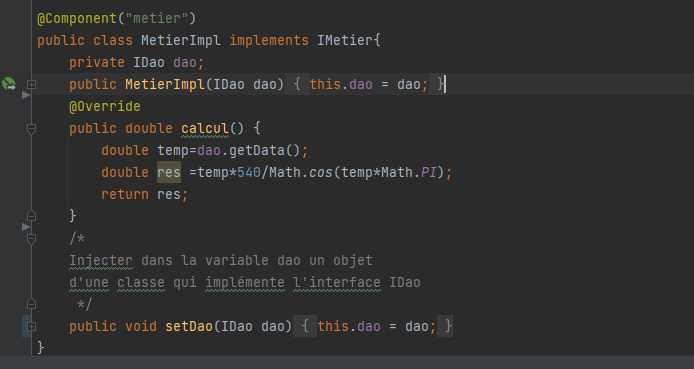 @Component("metier")
public class MetierImpl implements IMetier{
    private IDao dao;
    public MetierImpl(IDao dao) { this.dao = dao; }
    @Override
    public double calcul() {
        double temp=dao.getData();
        double res =temp*540/Math.cos(temp*Math.PI);
        return res;
    }
    /*
    Injecter dans la variable dao un objet
    d'une classe qui implémente l'interface IDao
     */
    public void setDao(IDao dao) { this.dao = dao; }
}